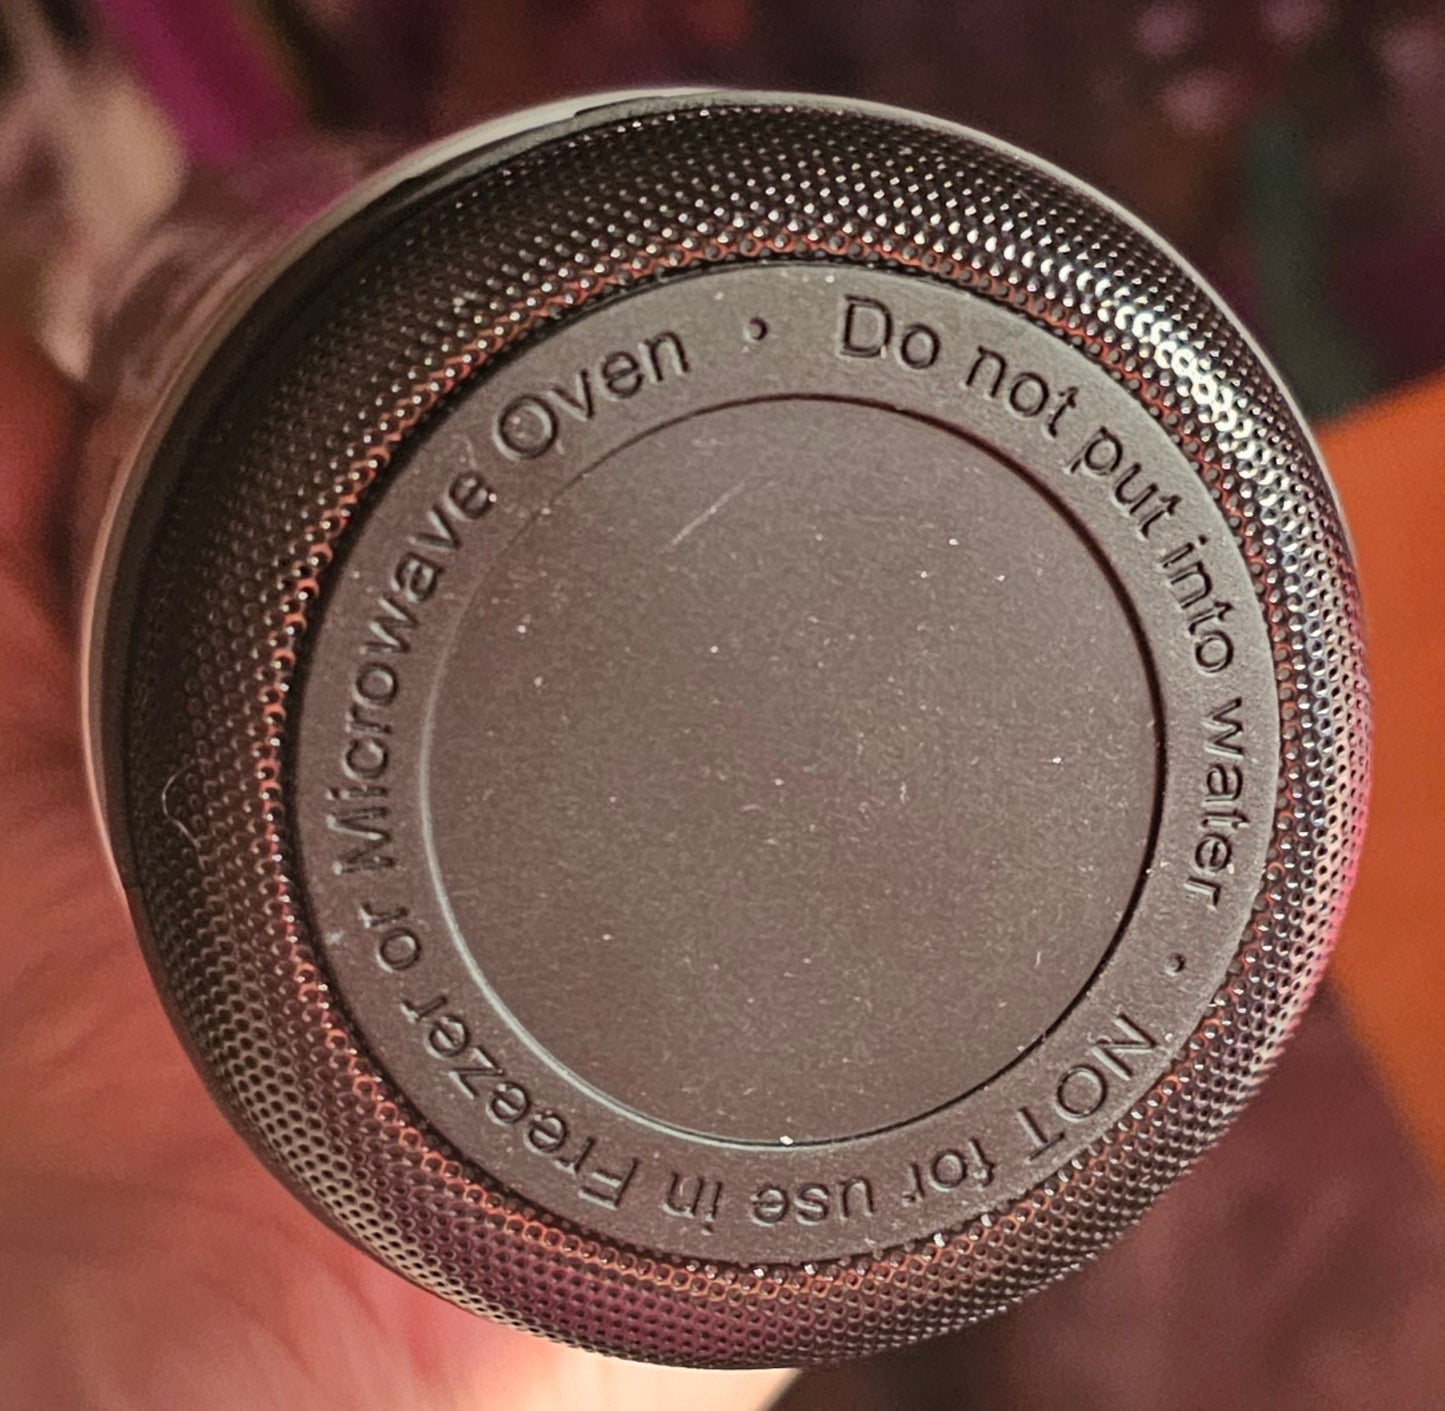 Do not put into water • NOT for use in Freezer or Microwave Oven •